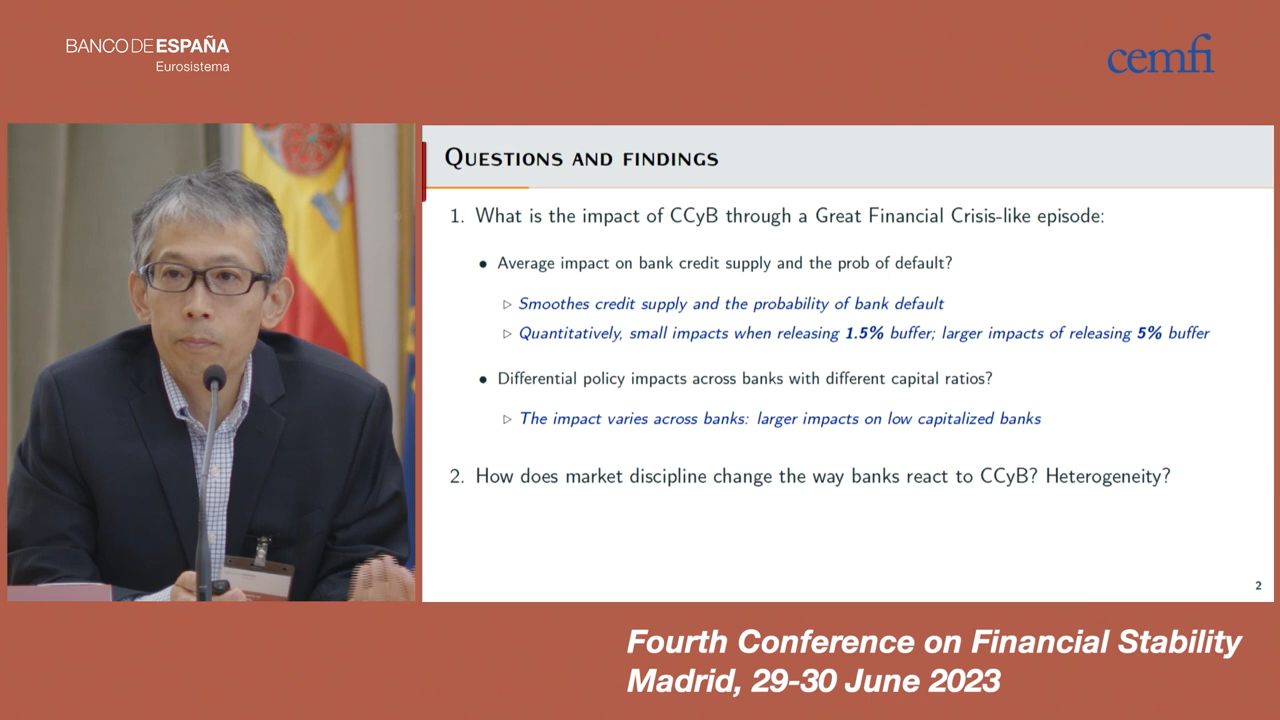 BANCO DE ESPAÑA
Eurosistema
cemfi
QUESTIONS AND FINDINGS
1. What is the impact of CCyB through a Great Financial Crisis-like episode:
• Average impact on bank credit supply and the prob of default?
▷ Smoothes credit supply and the probability of bank default
▷ Quantitatively, small impacts when releasing 1.5% buffer; larger impacts of releasing 5% buffer
• Differential policy impacts across banks with different capital ratios?
▷ The impact varies across banks: larger impacts on low capitalized banks
2. How does market discipline change the way banks react to CCyB? Heterogeneity?
2
Fourth Conference on Financial Stability
Madrid, 29-30 June 2023